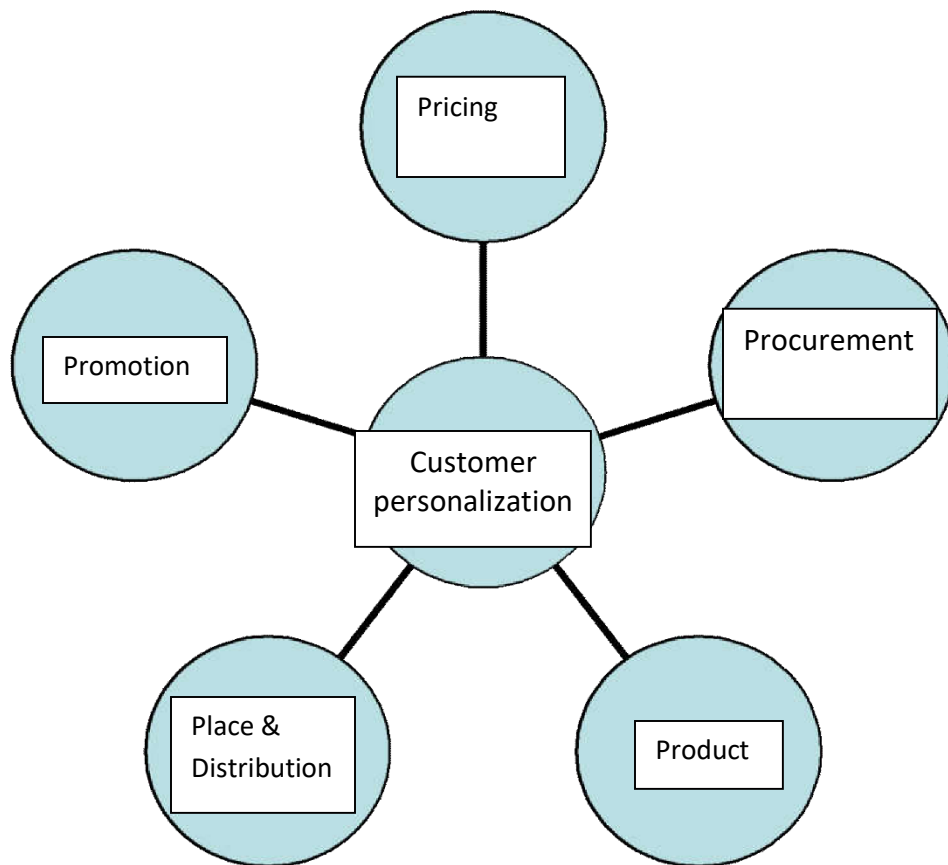 Pricing
Procurement
Promotion
Customer
personalization
Place &
Distribution
Product